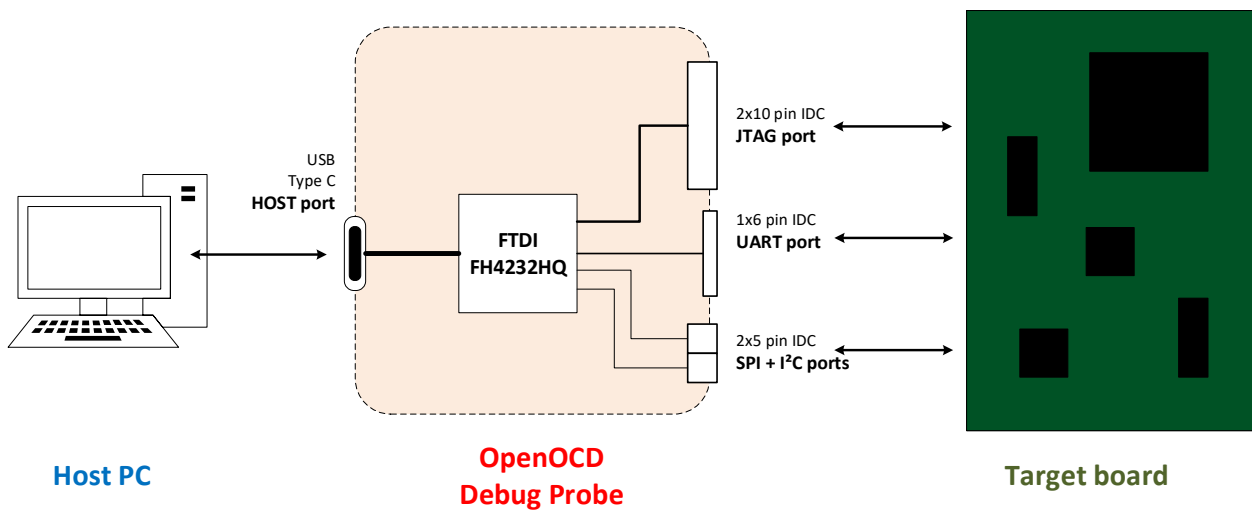 USB
Type C
HOST port
FTDI
FH4232HQ
2x10 pin IDC
JTAG port
1x6 pin IDC
UART port
2x5 pin IDC
SPI + I²C ports
Host PC
OpenOCD
Debug Probe
Target board